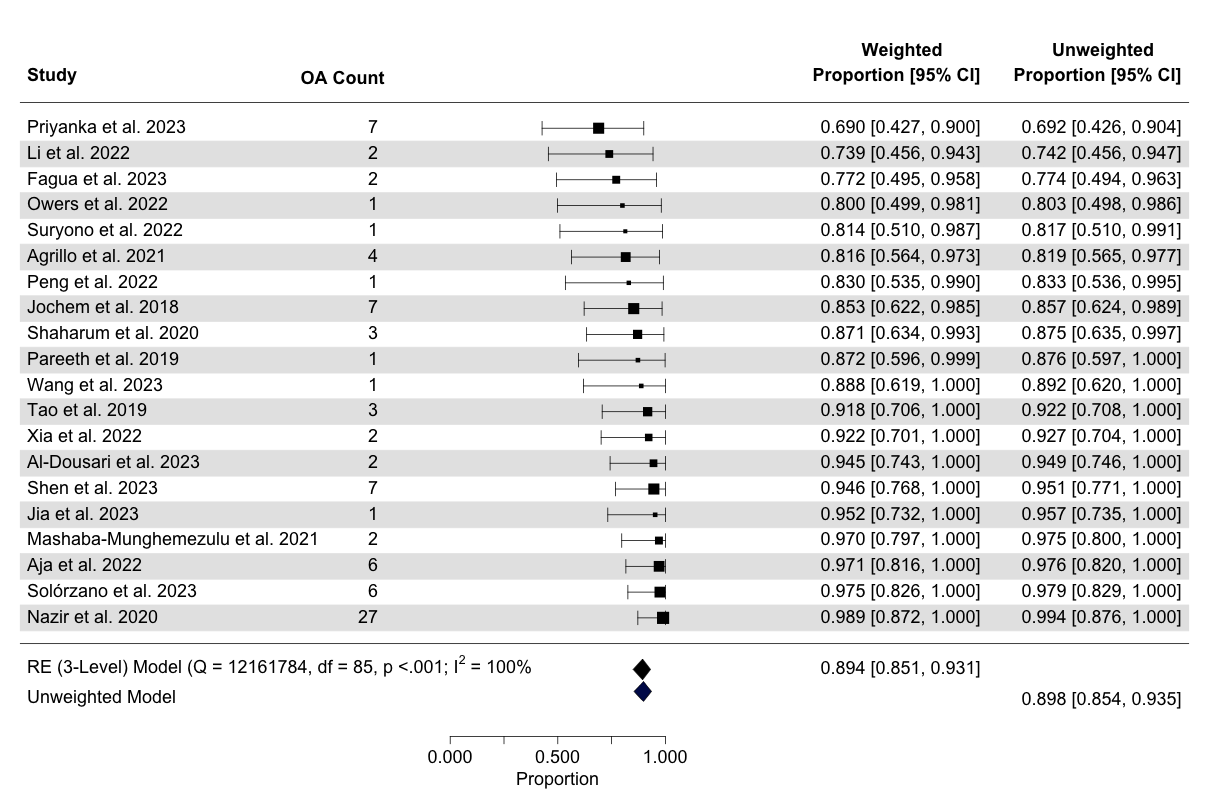 Weighted Unweighted
Study OA Count Proportion [95% CI] Proportion [95% CI]
Priyanka et al. 2023 7 0.690 [0.427, 0.900] 0.692 [0.426, 0.904]
Li et al. 2022 2 0.739 [0.456, 0.943] 0.742 [0.456, 0.947]
Fagua et al. 2023 2 0.772 [0.495, 0.958] 0.774 [0.494, 0.963]
Owers et al. 2022 1 0.800 [0.499, 0.981] 0.803 [0.498, 0.986]
Suryono et al. 2022 1 0.814 [0.510, 0.987] 0.817 [0.510, 0.991]
Agrillo et al. 2021 4 0.816 [0.564, 0.973] 0.819 [0.565, 0.977]
Peng et al. 2022 1 0.830 [0.535, 0.990] 0.833 [0.536, 0.995]
Jochem et al. 2018 7 0.853 [0.622, 0.985] 0.857 [0.624, 0.989]
Shaharum et al. 2020 3 0.871 [0.634, 0.993] 0.875 [0.635, 0.997]
Pareeth et al. 2019 1 0.872 [0.596, 0.999] 0.876 [0.597, 1.000]
Wang et al. 2023 1 0.888 [0.619, 1.000] 0.892 [0.620, 1.000]
Tao et al. 2019 3 0.918 [0.706, 1.000] 0.922 [0.708, 1.000]
Xia et al. 2022 2 0.922 [0.701, 1.000] 0.927 [0.704, 1.000]
Al-Dousari et al. 2023 2 0.945 [0.743, 1.000] 0.949 [0.746, 1.000]
Shen et al. 2023 7 0.946 [0.768, 1.000] 0.951 [0.771, 1.000]
Jia et al. 2023 1 0.952 [0.732, 1.000] 0.957 [0.735, 1.000]
Mashaba-Munghemezulu et al. 2021 2 0.970 [0.797, 1.000] 0.975 [0.800, 1.000]
Aja et al. 2022 6 0.971 [0.816, 1.000] 0.976 [0.820, 1.000]
Solórzano et al. 2023 6 0.975 [0.826, 1.000] 0.979 [0.829, 1.000]
Nazir et al. 2020 27 0.989 [0.872, 1.000] 0.994 [0.876, 1.000]
RE (3-Level) Model (Q = 12161784, df = 85, p <.001; I² = 100% 0.894 [0.851, 0.931]
Unweighted Model 0.898 [0.854, 0.935]
0.000 0.500 1.000
Proportion